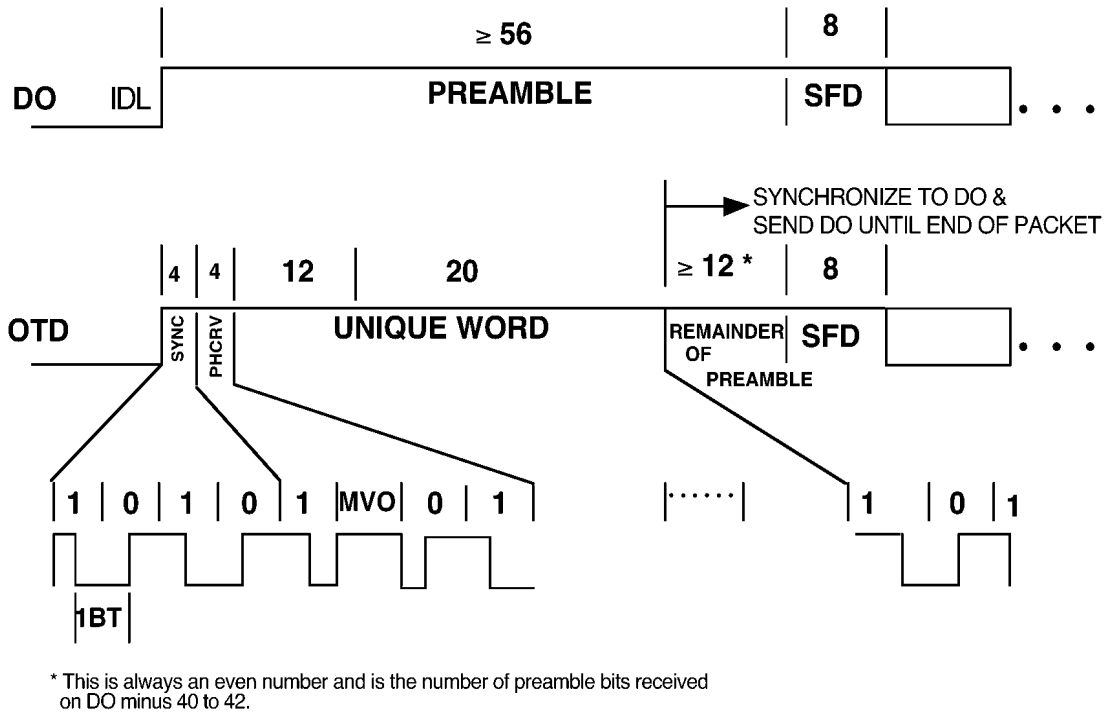 ≥ 56 8
DO IDL PREAMBLE SFD . . .
SYNCHRONIZE TO DO &
SEND DO UNTIL END OF PACKET
4 4 12 20 ≥ 12 * 8
OTD SYNC PHCRV UNIQUE WORD REMAINDER OF PREAMBLE SFD . . .
1 0 1 0 1 MVO 0 1 ...... 1 0 1
1BT
* This is always an even number and is the number of preamble bits received
on DO minus 40 to 42.